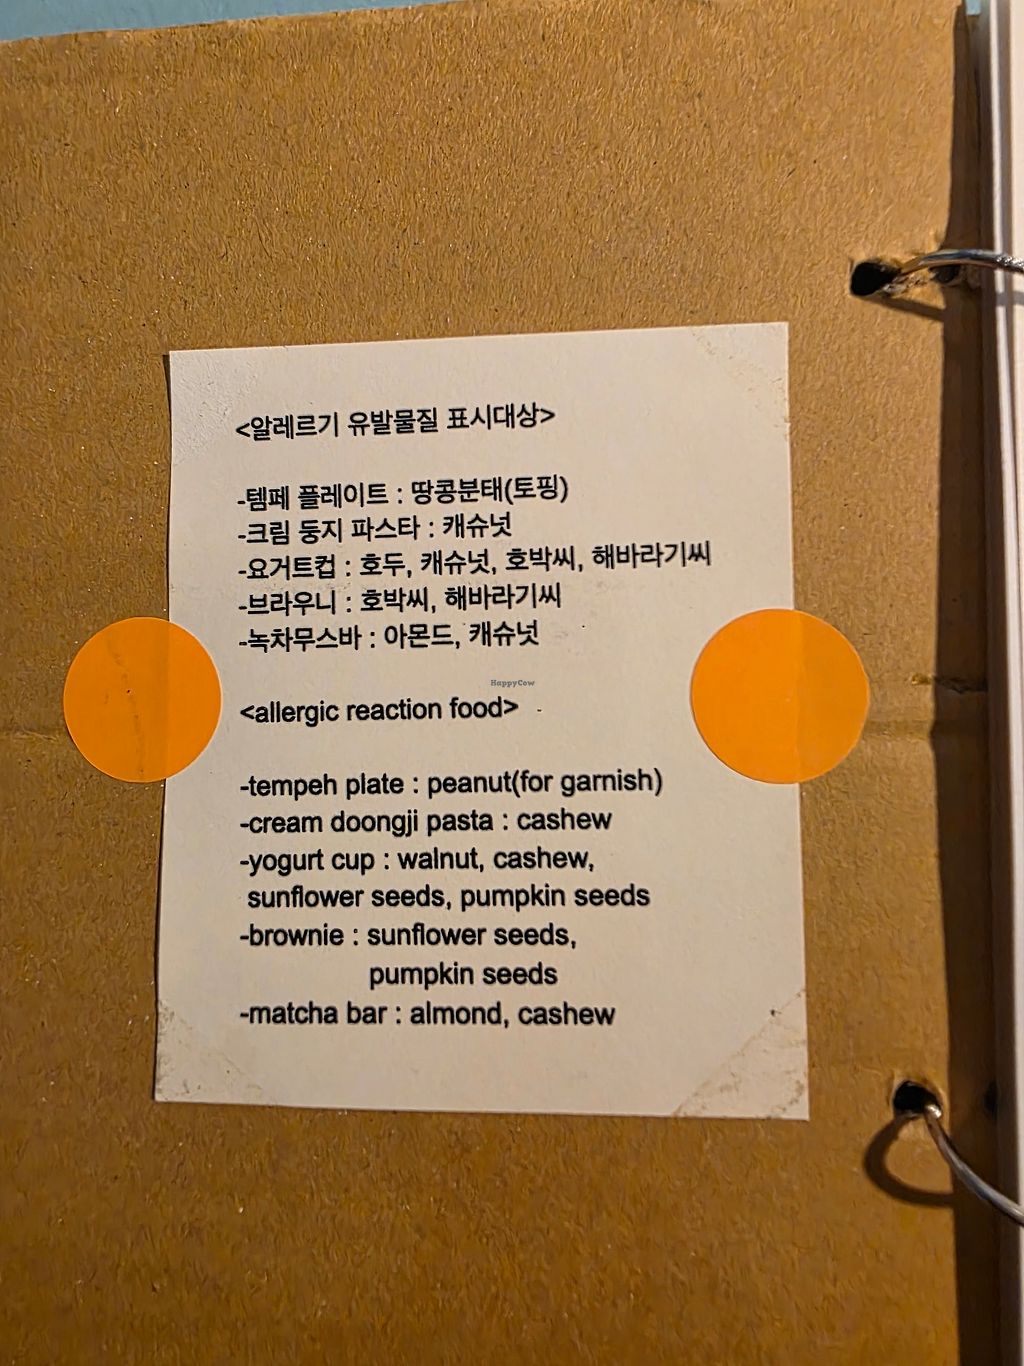 <알레르기 유발물질 표시대상>
-템페 플레이트 : 땅콩분태(토핑)
-크림 둥지 파스타 : 캐슈넛
-요거트컵 : 호두, 캐슈넛, 호박씨, 해바라기씨
-브라우니 : 호박씨, 해바라기씨
-녹차무스바 : 아몬드, 캐슈넛
HappyCow
<allergic reaction food>
-tempeh plate : peanut(for garnish)
-cream doongji pasta : cashew
-yogurt cup : walnut, cashew,
sunflower seeds, pumpkin seeds
-brownie : sunflower seeds,
pumpkin seeds
-matcha bar : almond, cashew